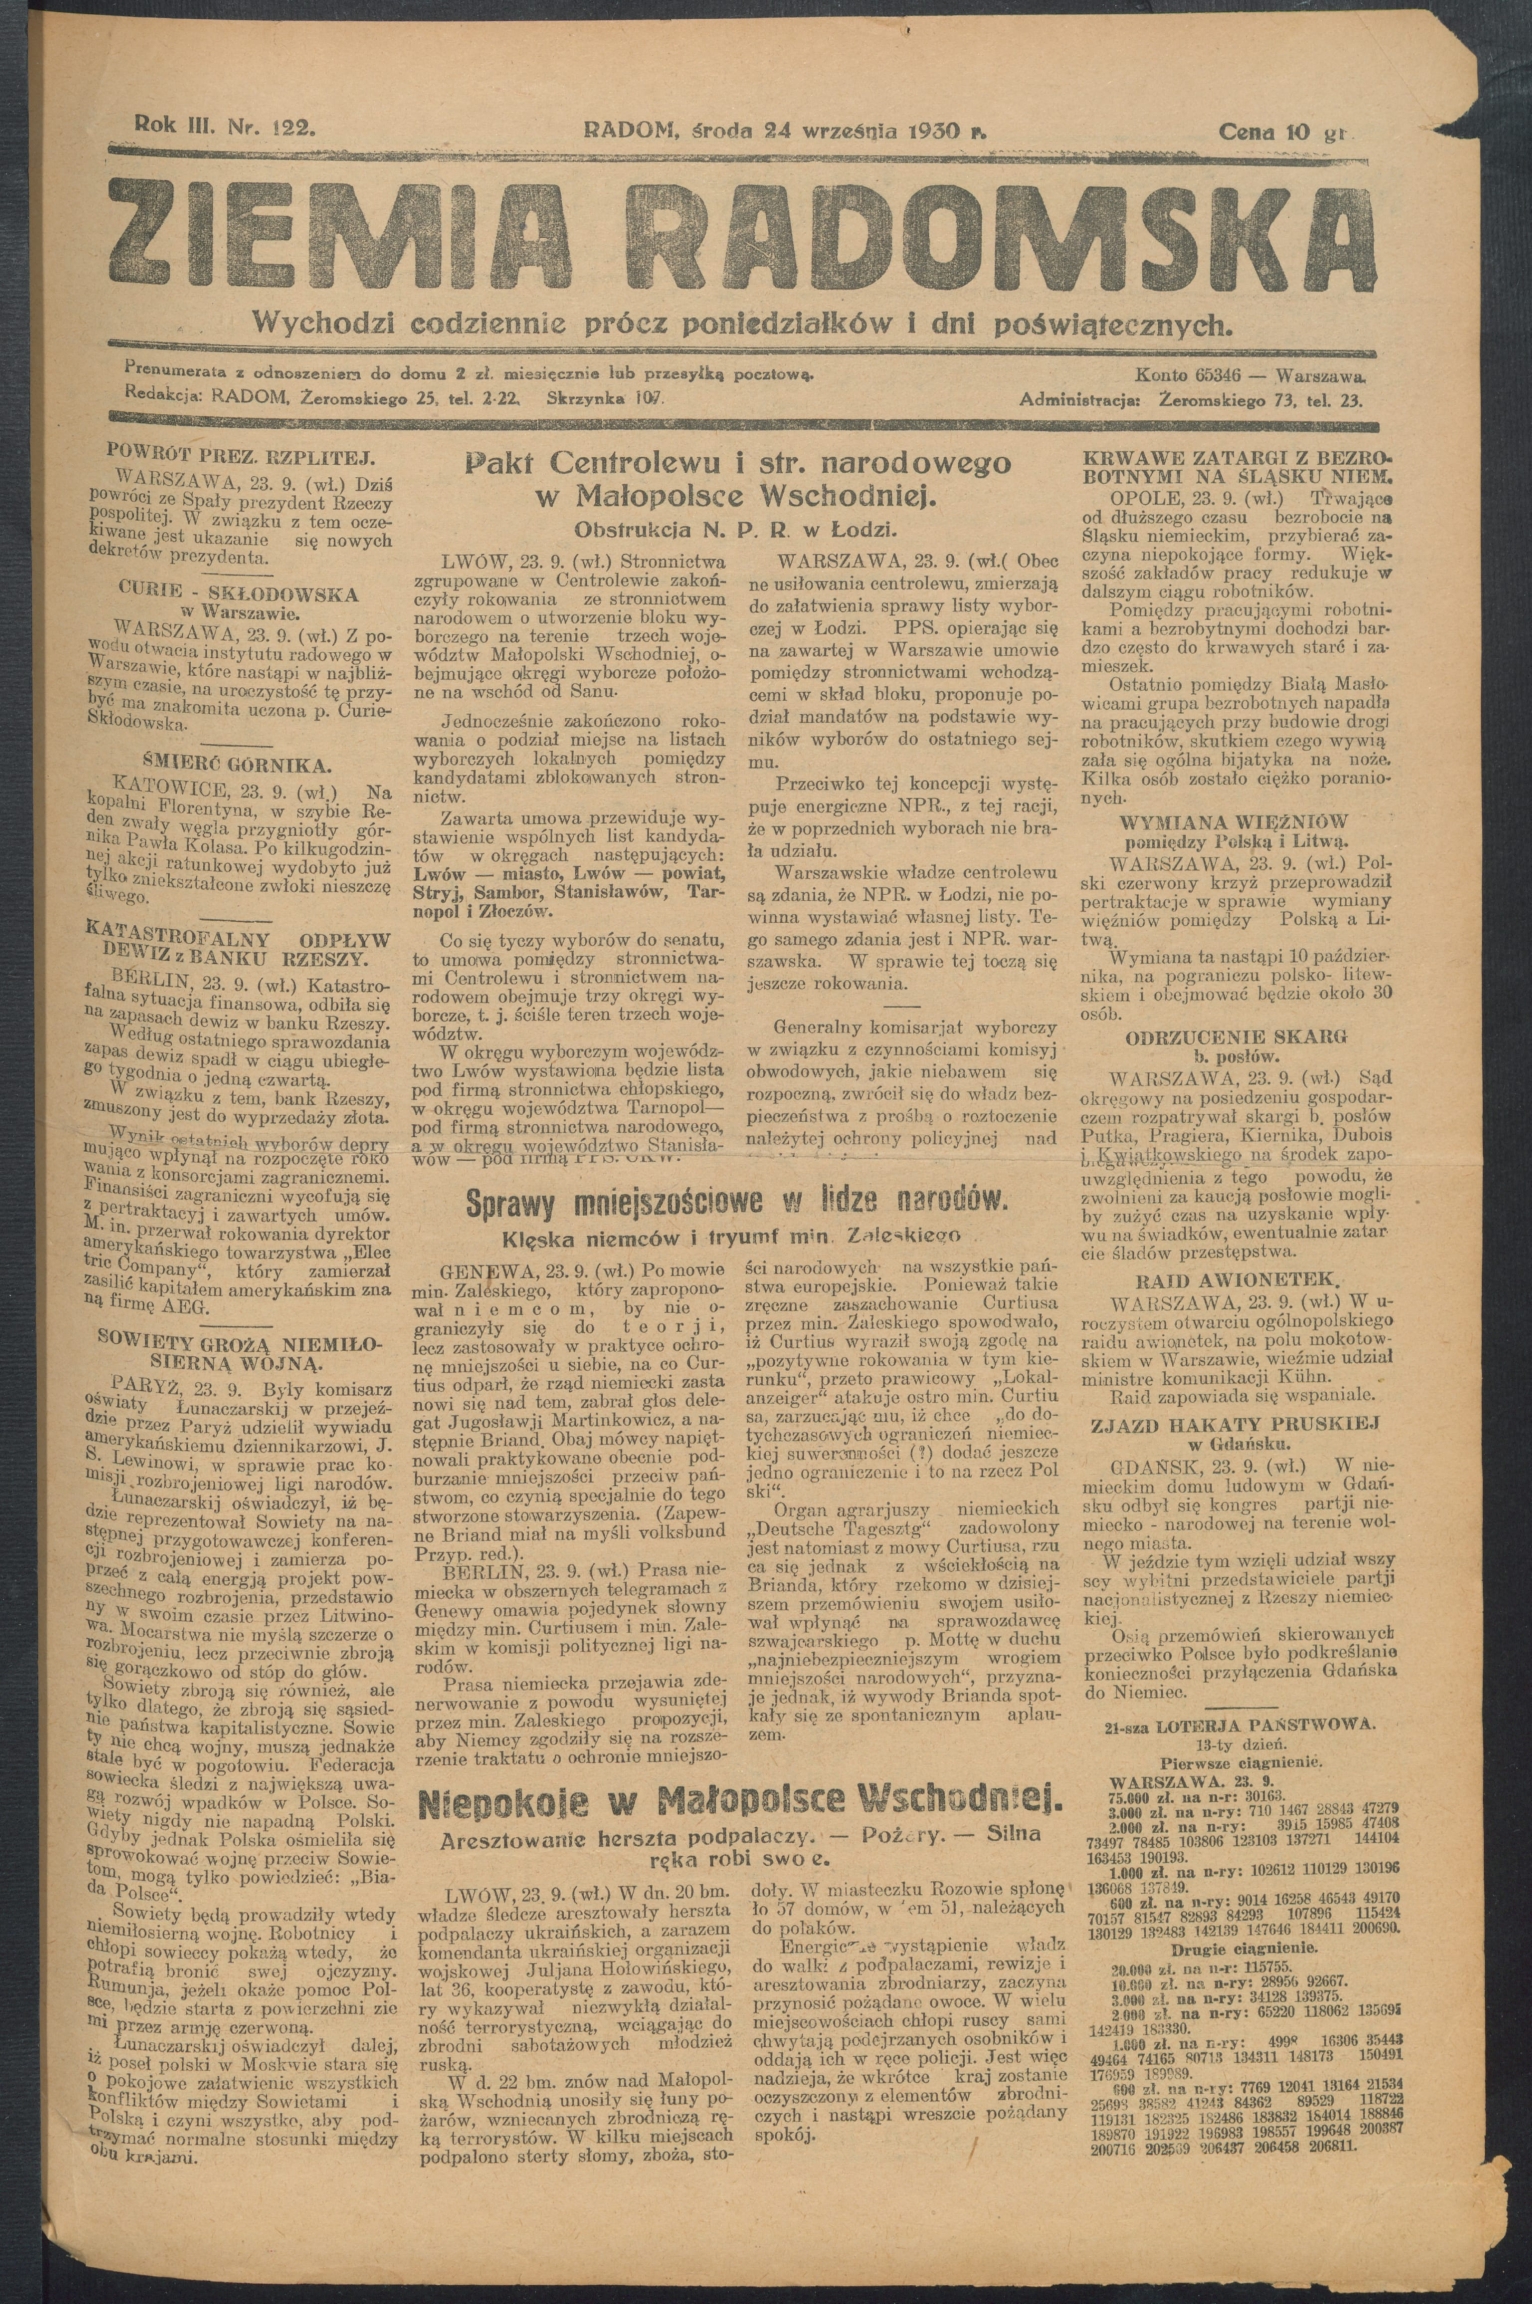 Rok III. Nr. 122.
RADOM, środa 24 września 1930 r.
Cena 10 gr
ZIEMIA RADOMSKA
Wychodzi codziennie prócz poniedziałków i dni poświątecznych.
Prenumerata z odnoszeniem do domu 2 zł. miesięcznie lub przesyłką pocztową.
Konto 65346 — Warszawa.
Redakcja: RADOM, Żeromskiego 25, tel. 2-22. Skrzynka 107.
Administracja: Żeromskiego 73, tel. 23.
POWRÓT PREZ. RZPLITEJ.
WARSZAWA, 23. 9. (wł.) Dziś
powróci ze Spały prezydent Rzeczy
pospolitej. W związku z tem ocze-
kiwane jest ukazanie się nowych
dekretów prezydenta.
CURIE - SKŁODOWSKA
w Warszawie.
WARSZAWA, 23. 9. (wł.) Z po-
wodu otwacia instytutu radowego w
Warszawie, które nastąpi w najbliż-
szym czasie, na uroczystość tę przy-
być ma znakomita uczona p. Curie-
Skłodowska.
ŚMIERĆ GÓRNIKA.
KATOWICE, 23. 9. (wł.) Na
kopalni Florentyna, w szybie Re-
den zwały węgla przygniotły gór-
nika Pawła Kolasa. Po kilkugodzin-
nej akcji ratunkowej wydobyto już
tylko zniekształcone zwłoki nieszczę
śliwego.
KATASTROFALNY ODPŁYW
DEWIZ z BANKU RZESZY.
BERLIN, 23. 9. (wł.) Katastro-
falna sytuacja finansowa, odbiła się
na zapasach dewiz w banku Rzeszy.
Według ostatniego sprawozdania
zapas dewiz spadł w ciągu ubiegłe-
go tygodnia o jedną czwartą.
W związku z tem, bank Rzeszy,
zmuszony jest do wyprzedaży złota.
Wynik ostatnich wyborów depry
mująco wpłynął na rozpoczęte roko
wania z konsorcjami zagranicznemi.
Finansiści zagraniczni wycofują się
z pertraktacyj i zawartych umów.
M. in. przerwał rokowania dyrektor
amerykańskiego towarzystwa „Elec
tric Company“, który zamierzał
zasilić kapitałem amerykańskim zna
ną firmę AEG.
SOWIETY GROŻĄ NIEMIŁO-
SIERNĄ WOJNĄ.
PARYŻ, 23. 9. Były komisarz
oświaty Łunaczarskij w przejeź-
dzie przez Paryż udzielił wywiadu
amerykańskiemu dziennikarzowi, J.
S. Lewinowi, w sprawie prac ko-
misji rozbrojeniowej ligi narodów.
Łunaczarskij oświadczył, iż bę-
dzie reprezentował Sowiety na na-
stępnej przygotowawczej konferen-
cji rozbrojeniowej i zamierza po-
przeć z całą energją projekt pow-
szechnego rozbrojenia, przedstawio
ny w swoim czasie przez Litwino-
wa. Mocarstwa nie myślą szczerze o
rozbrojeniu, lecz przeciwnie zbroją
się gorączkowo od stóp do głów.
Sowiety zbroją się również, ale
tylko dlatego, że zbroją się sąsied-
nie państwa kapitalistyczne. Sowie
ty nie chcą wojny, muszą jednakże
stale być w pogotowiu. Federacja
sowiecka śledzi z największą uwa-
gą rozwój wpadków w Polsce. So-
wiety nigdy nie napadną Polski.
Gdyby jednak Polska ośmieliła się
sprowokować wojnę przeciw Sowie-
tom, mogą tylko powiedzieć: „Bia-
da Polsce“.
Sowiety będą prowadziły wtedy
niemiłosierną wojnę. Robotnicy i
chłopi sowieccy pokażą wtedy, że
potrafią bronić swej ojczyzny.
Rumunja, jeżeli okaże pomoc Pol-
sce, będzie starta z powierzchni zie
mi przez armję czerwoną.
Łunaczarskij oświadczył dalej,
iż poseł polski w Moskwie stara się
o pokojowe załatwienie wszystkich
konfliktów między Sowietami i
Polską i czyni wszystko, aby pod-
trzymać normalne stosunki między
obu krajami.
Pakt Centrolewu i str. narodowego
w Małopolsce Wschodniej.
Obstrukcja N. P. R. w Łodzi.
LWÓW, 23. 9. (wł.) Stronnictwa
zgrupowane w Centrolewie zakoń-
czyły rokowania ze stronnictwem
narodowem o utworzenie bloku wy-
borczego na terenie trzech woje-
wództw Małopolski Wschodniej, o-
bejmujące okręgi wyborcze położo-
ne na wschód od Sanu.
Jednocześnie zakończono roko-
wania o podział miejsc na listach
wyborczych lokalnych pomiędzy
kandydatami zblokowanych stron-
nictw.
Zawarta umowa przewiduje wy-
stawienie wspólnych list kandyda-
tów w okręgach następujących:
Lwów — miasto, Lwów — powiat,
Stryj, Sambor, Stanisławów, Tar-
nopol i Złoczów.
Co się tyczy wyborów do senatu,
to umowa pomiędzy stronnictwa-
mi Centrolewu i stronnictwem na-
rodowem obejmuje trzy okręgi wy-
borcze, t. j. ściśle teren trzech woje-
wództw.
W okręgu wyborczym wojewódz-
two Lwów wystawiona będzie lista
pod firmą stronnictwa chłopskiego,
w okręgu województwa Tarnopol—
pod firmą stronnictwa narodowego,
a w okręgu województwo Stanisła-
wów — pod firmą PPS.
WARSZAWA, 23. 9. (wł.( Obec
ne usiłowania centrolewu, zmierzają
do załatwienia sprawy listy wybor-
czej w Łodzi. PPS. opierając się
na zawartej w Warszawie umowie
pomiędzy stronnictwami wchodzą-
cemi w skład bloku, proponuje po-
dział mandatów na podstawie wy-
ników wyborów do ostatniego sej-
mu.
Przeciwko tej koncepcji wystę-
puje energiczne NPR., z tej racji,
że w poprzednich wyborach nie bra-
ła udziału.
Warszawskie władze centrolewu
są zdania, że NPR. w Łodzi, nie po-
winna wystawiać własnej listy. Te-
go samego zdania jest i NPR. war-
szawska. W sprawie tej toczą się
jeszcze rokowania.
Generalny komisarjat wyborczy
w związku z czynnościami komisyj
obwodowych, jakie niebawem się
rozpoczną, zwrócił się do władz bez-
pieczeństwa z prośbą o roztoczenie
należytej ochrony policyjnej nad
Sprawy mniejszościowe w lidze narodów.
Klęska niemców i tryumf min. Zaleskiego
GENEWA, 23. 9. (wł.) Po mowie
min. Zaleskiego, który zapropono-
wał niemcom, by nie o-
graniczyły się do teorji,
lecz zastosowały w praktyce ochro-
nę mniejszości u siebie, na co Cur-
tius odparł, że rząd niemiecki zasta
nowi się nad tem, zabrał głos dele-
gat Jugosławji Martinkowicz, a na-
stępnie Briand. Obaj mówcy napięt-
nowali praktykowane obecnie pod-
burzanie mniejszości przeciw pań-
stwom, co czynią specjalnie do tego
stworzone stowarzyszenia. (Zapew-
ne Briand miał na myśli volksbund
Przyp. red.).
BERLIN, 23. 9. (wł.) Prasa nie-
miecka w obszernych telegramach z
Genewy omawia pojedynek słowny
między min. Curtiusem i min. Zale-
skim w komisji politycznej ligi na-
rodów.
Prasa niemiecka przejawia zde-
nerwowanie z powodu wysuniętej
przez min. Zaleskiego propozycji,
aby Niemcy zgodziły się na rozsze-
rzenie traktatu o ochronie mniejszo-
ści narodowych na wszystkie pań-
stwa europejskie. Ponieważ takie
zręczne zaszachowanie Curtiusa
przez min. Zaleskiego spowodwało,
iż Curtius wyraził swoją zgodę na
„pozytywne rokowania w tym kie-
runku“, przeto prawicowy „Lokal-
anzeiger“ atakuje ostro min. Curtiu
sa, zarzucając mu, iż chce „do do-
tychczasowych ograniczeń niemiec-
kiej suwerenności (?) dodać jeszcze
jedno ograniczenie i to na rzecz Pol
ski“.
Organ agrarjuszy niemieckich
„Deutsche Tagesztg“ zadowolony
jest natomiast z mowy Curtiusa, rzu
ca się jednak z wściekłością na
Brianda, który rzekomo w dzisiej-
szem przemówieniu swojem usiło-
wał wpłynąć na sprawozdawcę
szwajcarskiego p. Mottę w duchu
„najniebezpieczniejszym wrogiem
mniejszości narodowych“, przyzna-
je jednak, iż wywody Brianda spot-
kały się ze spontanicznym aplau-
zem.
Niepokoje w Małopolsce Wschodniej.
Aresztowanie herszta podpalaczy. — Pożary. — Silna
ręka robi swoe.
LWÓW, 23. 9. (wł.) W dn. 20 bm.
władze śledcze aresztowały herszta
podpalaczy ukraińskich, a zarazem
komendanta ukraińskiej organizacji
wojskowej Juljana Hołowińskiego,
lat 36, kooperatystę z zawodu, któ-
ry wykazywał niezwykłą działal-
ność terrorystyczną, wciągając do
zbrodni sabotażowych młodzież
ruską.
W d. 22 bm. znów nad Małopol-
ską Wschodnią unosiły się łuny po-
żarów, wzniecanych zbrodniczą rę-
ką terrorystów. W kilku miejscach
podpalono sterty słomy, zboża, sto-
doły. W miasteczku Rozowie spłonę
ło 57 domów, w 51, należących
do polaków.
wystąpienie władz
do walki z podpalaczami, rewizje i
aresztowania zbrodniarzy, zaczyna
przynosić pożądane owoce. W wielu
miejscowościach chłopi ruscy sami
chwytają podejrzanych osobników i
oddają ich w ręce policji. Jest więc
nadzieja, że wkrótce kraj zostanie
oczyszczony z elementów zbrodni-
czych i nastąpi wreszcie pożądany
spokój.
KRWAWE ZATARGI Z BEZRO-
BOTNYMI NA ŚLĄSKU NIEM.
OPOLE, 23. 9. (wł.) Trwające
od dłuższego czasu bezrobocie na
Śląsku niemieckim, przybierać za-
czyna niepokojące formy. Więk-
szość zakładów pracy redukuje w
dalszym ciągu robotników.
Pomiędzy pracującymi robotni-
kami a bezrobytnymi dochodzi bar-
dzo często do krwawych starć i za-
mieszek.
Ostatnio pomiędzy Białą Masło-
wicami grupa bezrobotnych napadła
na pracujących przy budowie drogi
robotników, skutkiem czego wywią
zała się ogólna bijatyka na noże.
Kilka osób zostało ciężko poranio-
nych.
WYMIANA WIĘŹNIÓW
pomiędzy Polską i Litwą.
WARSZAWA, 23. 9. (wł.) Pol-
ski czerwony krzyż przeprowadził
pertraktacje w sprawie wymiany
więźniów pomiędzy Polską a Li-
twą.
Wymiana ta nastąpi 10 paździer-
nika, na pograniczu polsko- litew-
skiem i obejmować będzie około 30
osób.
ODRZUCENIE SKARG
b. posłów.
WARSZAWA, 23. 9. (wł.) Sąd
okręgowy na posiedzeniu gospodar-
czem rozpatrywał skargi b. posłów
Putka, Pragiera, Kiernika, Dubois
i Kwiatkowskiego na środek zapo-
uwzględnienia z tego powodu, że
zwolnieni za kaucją posłowie mogli-
by zużyć czas na uzyskanie wpły-
wu na świadków, ewentualnie zatar
cie śladów przestępstwa.
RAID AWIONETEK.
WARSZAWA, 23. 9. (wł.) W u-
roczystem otwarciu ogólnopolskiego
raidu awionetek, na polu mokotow-
skiem w Warszawie, wieźmie udział
ministre komunikacji Kühn.
Raid zapowiada się wspaniale.
ZJAZD HAKATY PRUSKIEJ
w Gdańsku.
GDAŃSK, 23. 9. (wł.) W nie-
mieckim domu ludowym w Gdań-
sku odbył się kongres partji nie-
miecko - narodowej na terenie wol-
nego miasta.
W jeździe tym wzięli udział wszy
scy wybitni przedstawiciele partji
nacjonalistycznej z Rzeszy niemiec-
kiej.
Osią przemówień skierowanych
przeciwko Polsce było podkreślanie
konieczności przyłączenia Gdańska
do Niemiec.
21-sza LOTERJA PAŃSTWOWA.
13-ty dzień.
Pierwsze ciągnienie.
WARSZAWA. 23. 9.
75.000 zł. na n-r: 30163.
3.000 zł. na n-ry: 710 1467 28843 47279
2.000 zł. na n-ry: 3915 15985 47408
73497 78485 103806 123103 137271 144104
163453 190193.
1.000 zł. na n-ry: 102612 110129 130196
136068 137849.
600 zł. na n-ry: 9014 16258 46543 49170
70157 81547 82893 84293 107896 115424
130129 132483 142139 147646 184411 200690.
Drugie ciągnienie.
20.000 zł. na n-r: 115755.
10.000 zł. na n-ry: 28956 92667.
3.000 zł. na n-ry: 34128 139375.
2.000 zł. na n-ry: 65220 118062 135695
142419 183330.
1.000 zł. na n-ry: 4998 16306 35443
49464 74165 80713 134311 148173 150491
176959 189989.
600 zł. na n-ry: 7769 12041 13164 21534
25698 38582 41243 84362 89529 118722
119131 182325 182486 183832 184014 188846
189870 191922 196983 198557 199648 200387
200716 202569 206437 206458 206811.